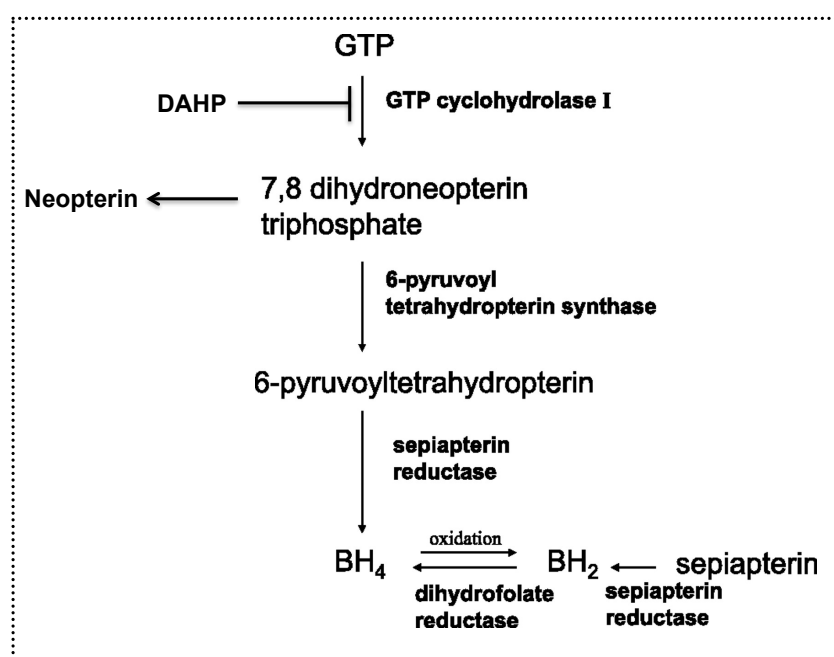 GTP
DAHP
GTP cyclohydrolase I
7,8 dihydroneopterin
triphosphate
Neopterin
6-pyruvoyl
tetrahydropterin synthase
6-pyruvoyltetrahydropterin
sepiapterin
reductase
BH4
oxidation
dihydrofolate
reductase
BH2
sepiapterin
sepiapterin
reductase